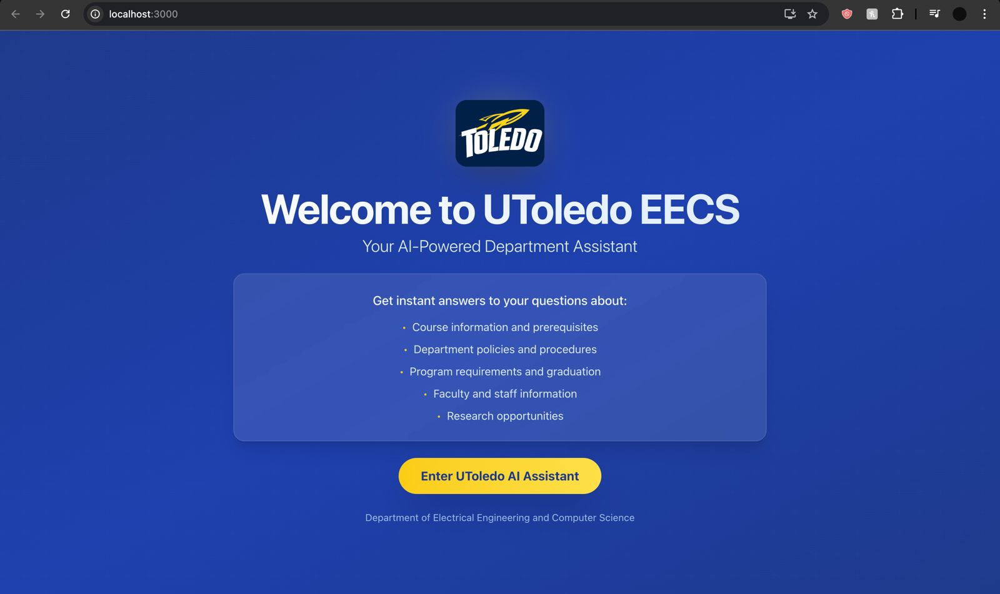 localhost:3000
TOLEDO
Welcome to UToledo EECS
Your AI-Powered Department Assistant
Get instant answers to your questions about:
• Course information and prerequisites
• Department policies and procedures
• Program requirements and graduation
• Faculty and staff information
• Research opportunities
Enter UToledo AI Assistant
Department of Electrical Engineering and Computer Science